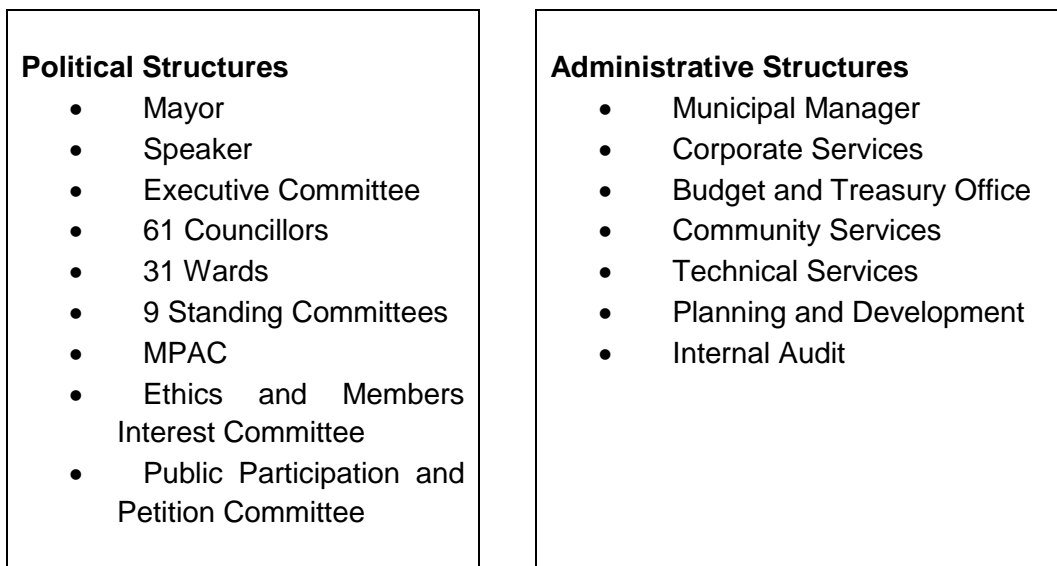 Political Structures
• Mayor
• Speaker
• Executive Committee
• 61 Councillors
• 31 Wards
• 9 Standing Committees
• MPAC
• Ethics and Members
Interest Committee
• Public Participation and
Petition Committee
Administrative Structures
• Municipal Manager
• Corporate Services
• Budget and Treasury Office
• Community Services
• Technical Services
• Planning and Development
• Internal Audit